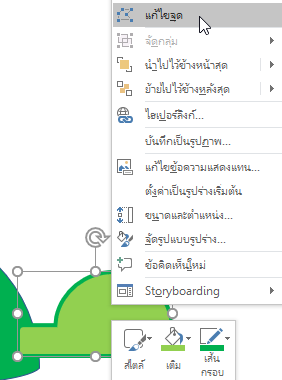 แก้ไขจุด
จัดกลุ่ม
นำไปไว้ข้างหน้าสุด
ย้ายไปไว้ข้างหลังสุด
ไฮเปอร์ลิงก์...
บันทึกเป็นรูปภาพ...
แก้ไขข้อความแสดงแทน...
ตั้งค่าเป็นรูปร่างเริ่มต้น
ขนาดและตำแหน่ง...
จัดรูปแบบรูปร่าง...
ข้อคิดเห็นใหม่
Storyboarding
สไตล์ เติม เส้น
กรอบ